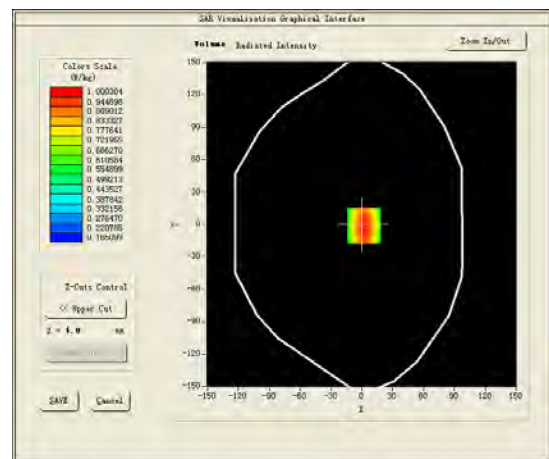 SAR Visualisation Graphical Interface
Volume Radiated Intensity
Zoom In/Out
Colors Scale
(W/kg)
1.000384
0.944698
0.889012
0.833327
0.777641
0.721955
0.666270
0.610584
0.554899
0.499213
0.443527
0.387842
0.332156
0.276470
0.220785
0.165099
150
120
90
60
30
0
-30
-60
-90
-120
-150
Y
-150 -120 -90 -60 -30 0 30 60 90 120 150
X
Z-Cuts Control
<< Upper Cut
Z = 4.0 mm
SAVE
Cancel